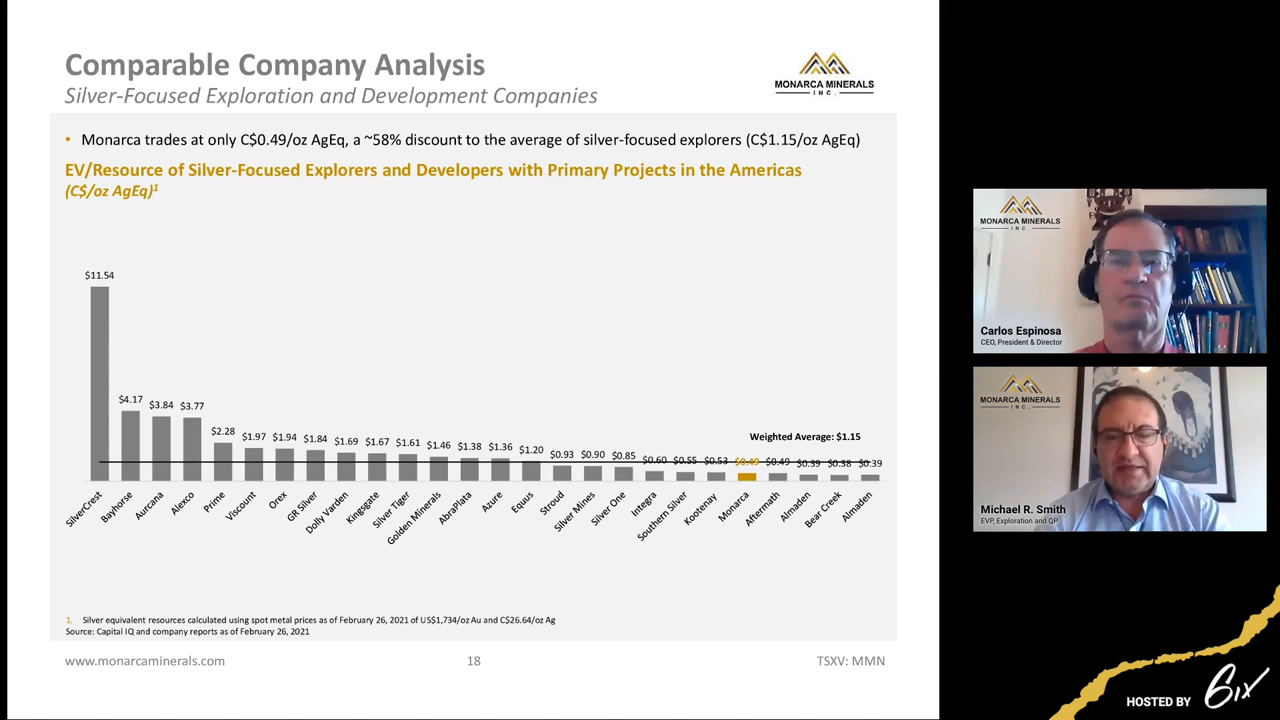 Comparable Company Analysis
Silver-Focused Exploration and Development Companies
MONARCA MINERALS
INC.
• Monarca trades at only C$0.49/oz AgEq, a ~58% discount to the average of silver-focused explorers (C$1.15/oz AgEq)
EV/Resource of Silver-Focused Explorers and Developers with Primary Projects in the Americas
(C$/oz AgEq)¹
$11.54
$4.17 $3.84 $3.77
$2.28 $1.97 $1.94 $1.84 $1.69 $1.67 $1.61 $1.46 $1.38 $1.36 $1.20 $0.93 $0.90 $0.85 $0.60 $0.55 $0.53 $0.49 $0.49 $0.39 $0.38 $0.39
Weighted Average: $1.15
SilverCrest
Bayhorse
Aurcana
Alexco
Prime
Viscount
Orex
GR Silver
Dolly Varden
Kingsgate
Silver Tiger
Golden Minerals
AbraPlata
Azure
Equus
Stroud
Silver Mines
Silver One
Integra
Southern Silver
Kootenay
Monarca
Aftermath
Almaden
Bear Creek
Almaden
1. Silver equivalent resources calculated using spot metal prices as of February 26, 2021 of US$1,734/oz Au and C$26.64/oz Ag
Source: Capital IQ and company reports as of February 26, 2021
www.monarcaminerals.com
18
TSXV: MMN
MONARCA MINERALS
INC.
Carlos Espinosa
CEO, President & Director
MONARCA MINERALS
INC.
Michael R. Smith
EVP, Exploration and QP
HOSTED BY 6ix